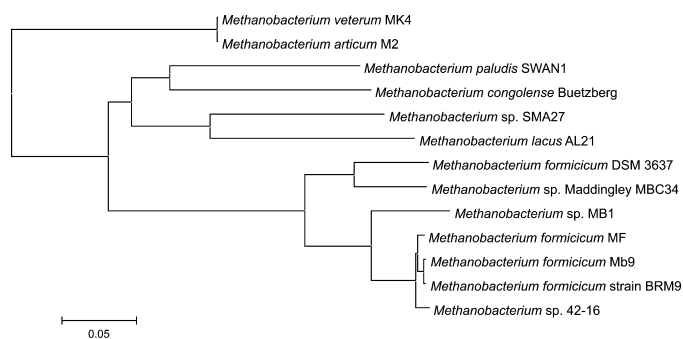 Methanobacterium veterum MK4
Methanobacterium articum M2
Methanobacterium paludis SWAN1
Methanobacterium congolense Buetzberg
Methanobacterium sp. SMA27
Methanobacterium lacus AL21
Methanobacterium formicicum DSM 3637
Methanobacterium sp. Maddingley MBC34
Methanobacterium sp. MB1
Methanobacterium formicicum MF
Methanobacterium formicicum Mb9
Methanobacterium formicicum strain BRM9
Methanobacterium sp. 42-16
0.05